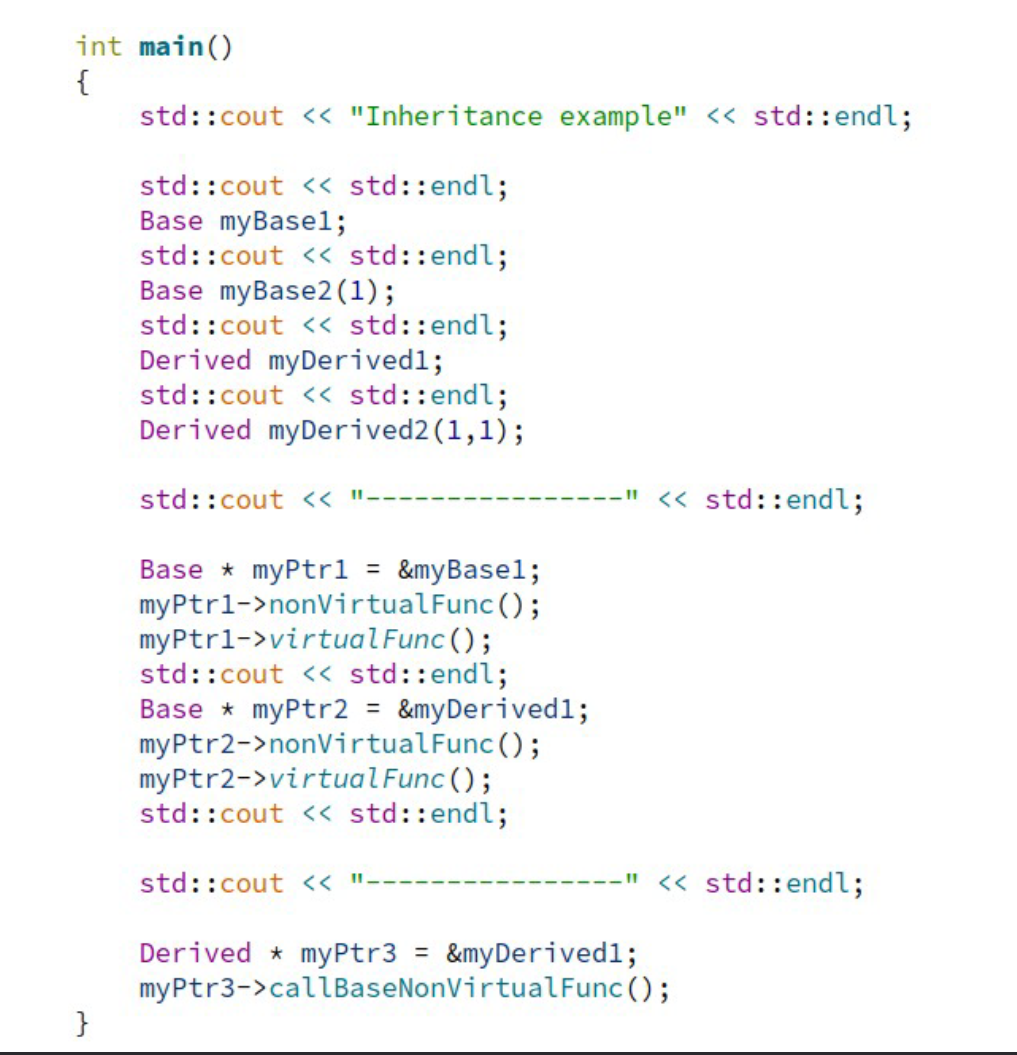 int main()
{
    std::cout << "Inheritance example" << std::endl;

    std::cout << std::endl;
    Base myBase1;
    std::cout << std::endl;
    Base myBase2(1);
    std::cout << std::endl;
    Derived myDerived1;
    std::cout << std::endl;
    Derived myDerived2(1,1);

    std::cout << "----------------" << std::endl;

    Base * myPtr1 = &myBase1;
    myPtr1->nonVirtualFunc();
    myPtr1->virtualFunc();
    std::cout << std::endl;
    Base * myPtr2 = &myDerived1;
    myPtr2->nonVirtualFunc();
    myPtr2->virtualFunc();
    std::cout << std::endl;

    std::cout << "----------------" << std::endl;

    Derived * myPtr3 = &myDerived1;
    myPtr3->callBaseNonVirtualFunc();
}